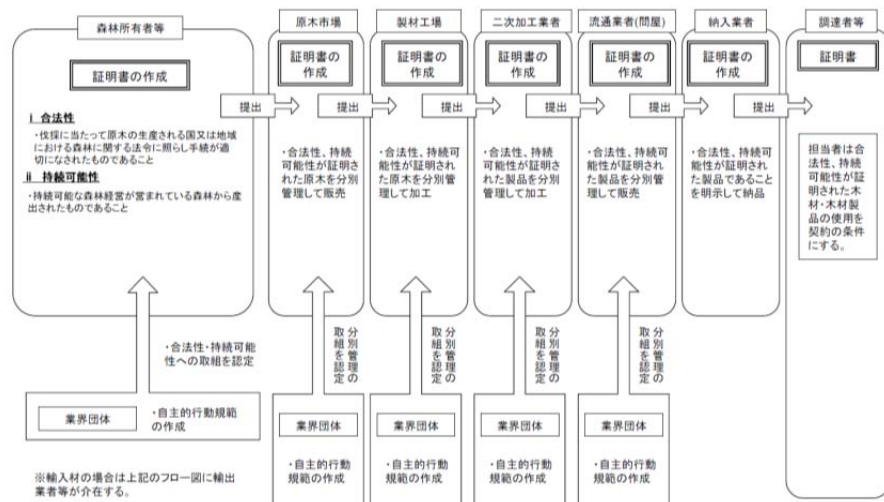 森林所有者等
証明書の作成
i 合法性
・伐採に当たって原木の生産される国又は地域
における森林に関する法令に照らし手続が適
切になされたものであること
ii 持続可能性
・持続可能な森林経営が営まれている森林から産
出されたものであること
提出
原木市場
証明書の
作成
・合法性、持続
可能性が証明さ
れた原木を分別
管理して販売
提出
製材工場
証明書の
作成
・合法性、持続可
能性が証明され
た原木を分別管
理して加工
提出
二次加工業者
証明書の
作成
・合法性、持続可
能性が証明され
た製品を分別管
理して加工
提出
流通業者(問屋)
証明書の
作成
・合法性、持続可
能性が証明され
た製品を分別管
理して販売
提出
納入業者
証明書の
作成
・合法性、持続可
能性が証明され
た製品であること
を明示して納品
提出
調達者等
証明書
担当者は合
法性、持続
可能性が証
明された木
材・木材製
品の使用を
契約の条件
にする。
・合法性・持続可能
性への取組を認定
分別管理の
取組を認定
分別管理の
取組を認定
分別管理の
取組を認定
分別管理の
取組を認定
業界団体
・自主的行動規範
の作成
業界団体
・自主的行動
規範の作成
業界団体
・自主的行動
規範の作成
業界団体
・自主的行動
規範の作成
業界団体
・自主的行動
規範の作成
※輸入材の場合は上記のフロー図に輸出
業者等が介在する。